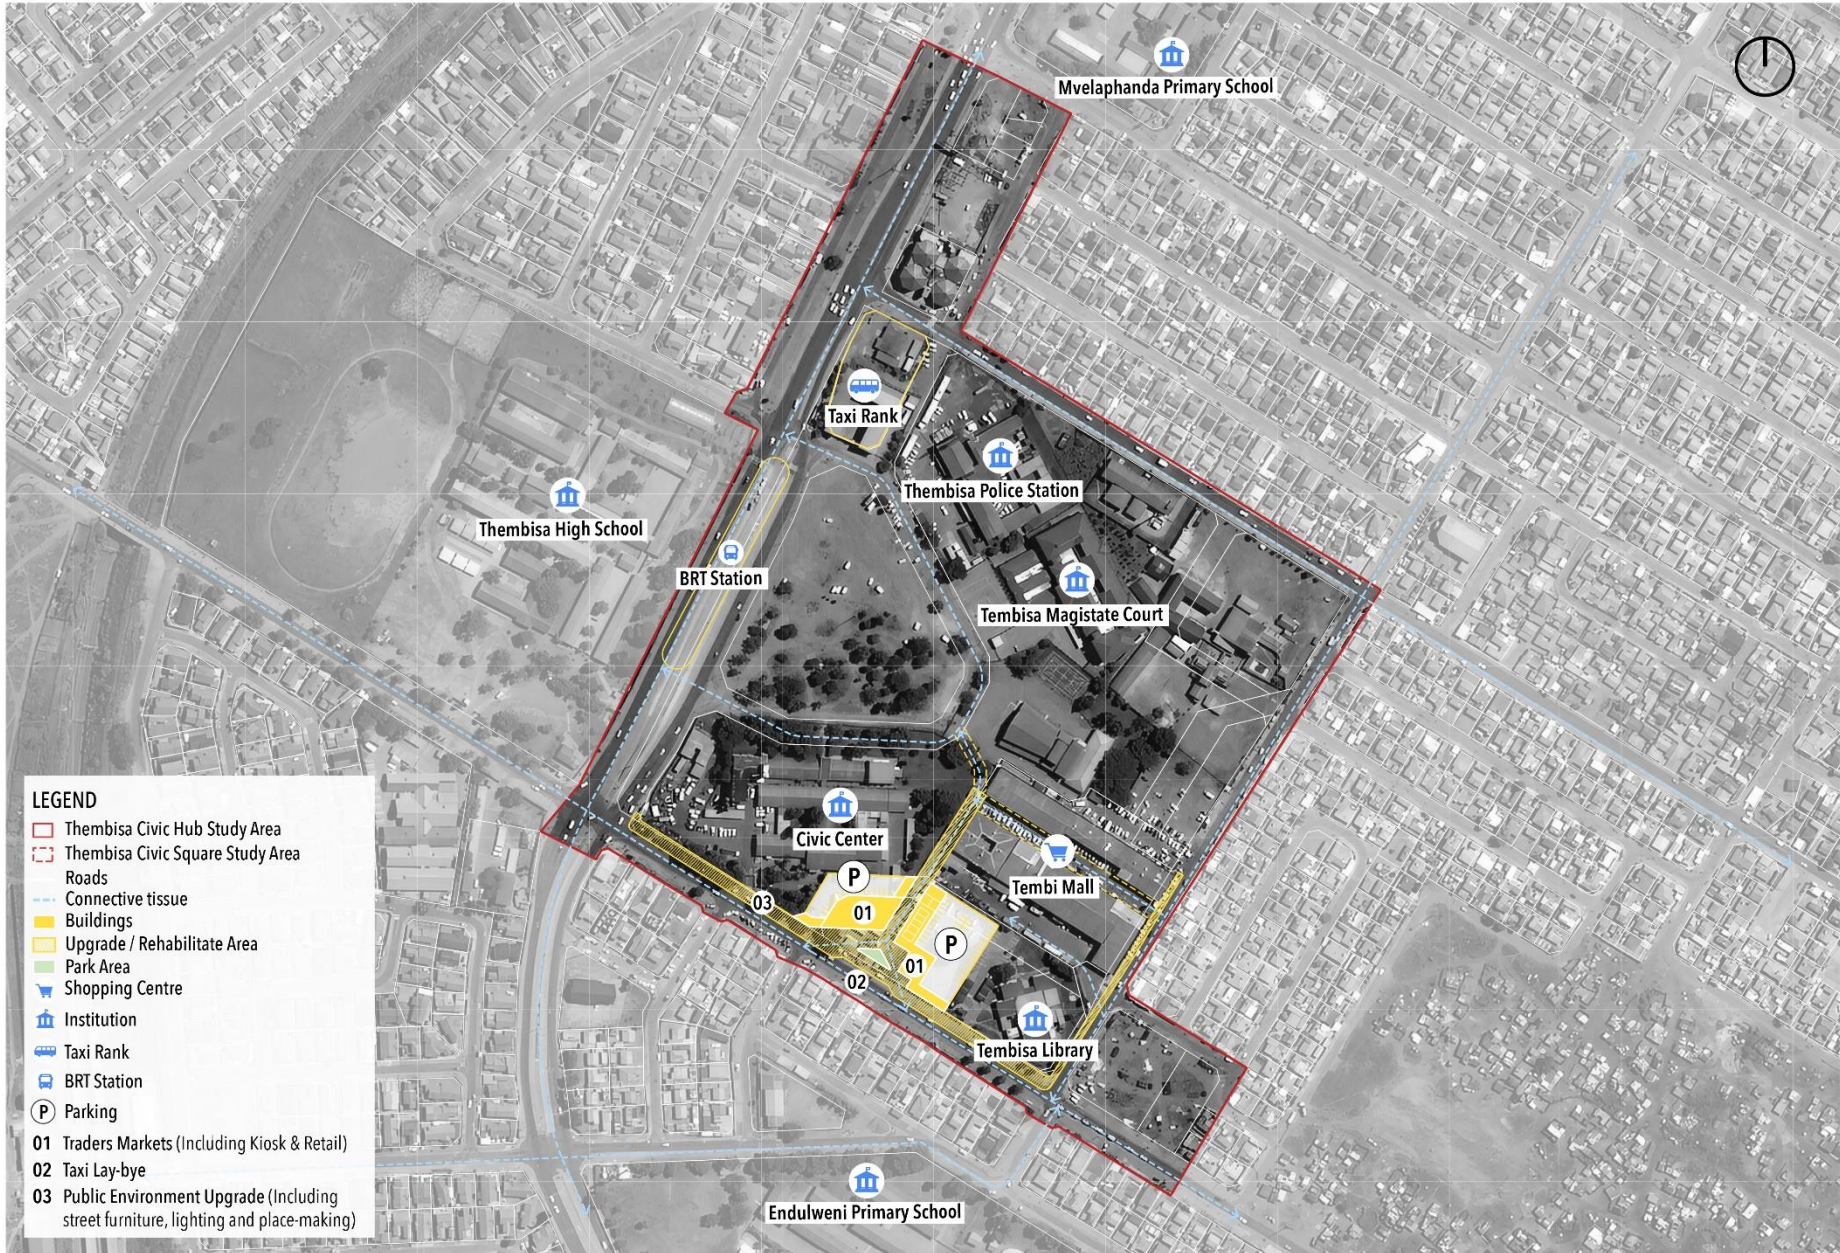 Mvelaphanda Primary School
Taxi Rank
Thembisa Police Station
Thembisa High School
BRT Station
Tembisa Magistate Court
Civic Center
P
Tembi Mall
03
01
P
01
02
Tembisa Library
Endulweni Primary School
LEGEND
Thembisa Civic Hub Study Area
Thembisa Civic Square Study Area
Roads
Connective tissue
Buildings
Upgrade / Rehabilitate Area
Park Area
Shopping Centre
Institution
Taxi Rank
BRT Station
P Parking
01 Traders Markets (Including Kiosk & Retail)
02 Taxi Lay-bye
03 Public Environment Upgrade (Including
street furniture, lighting and place-making)